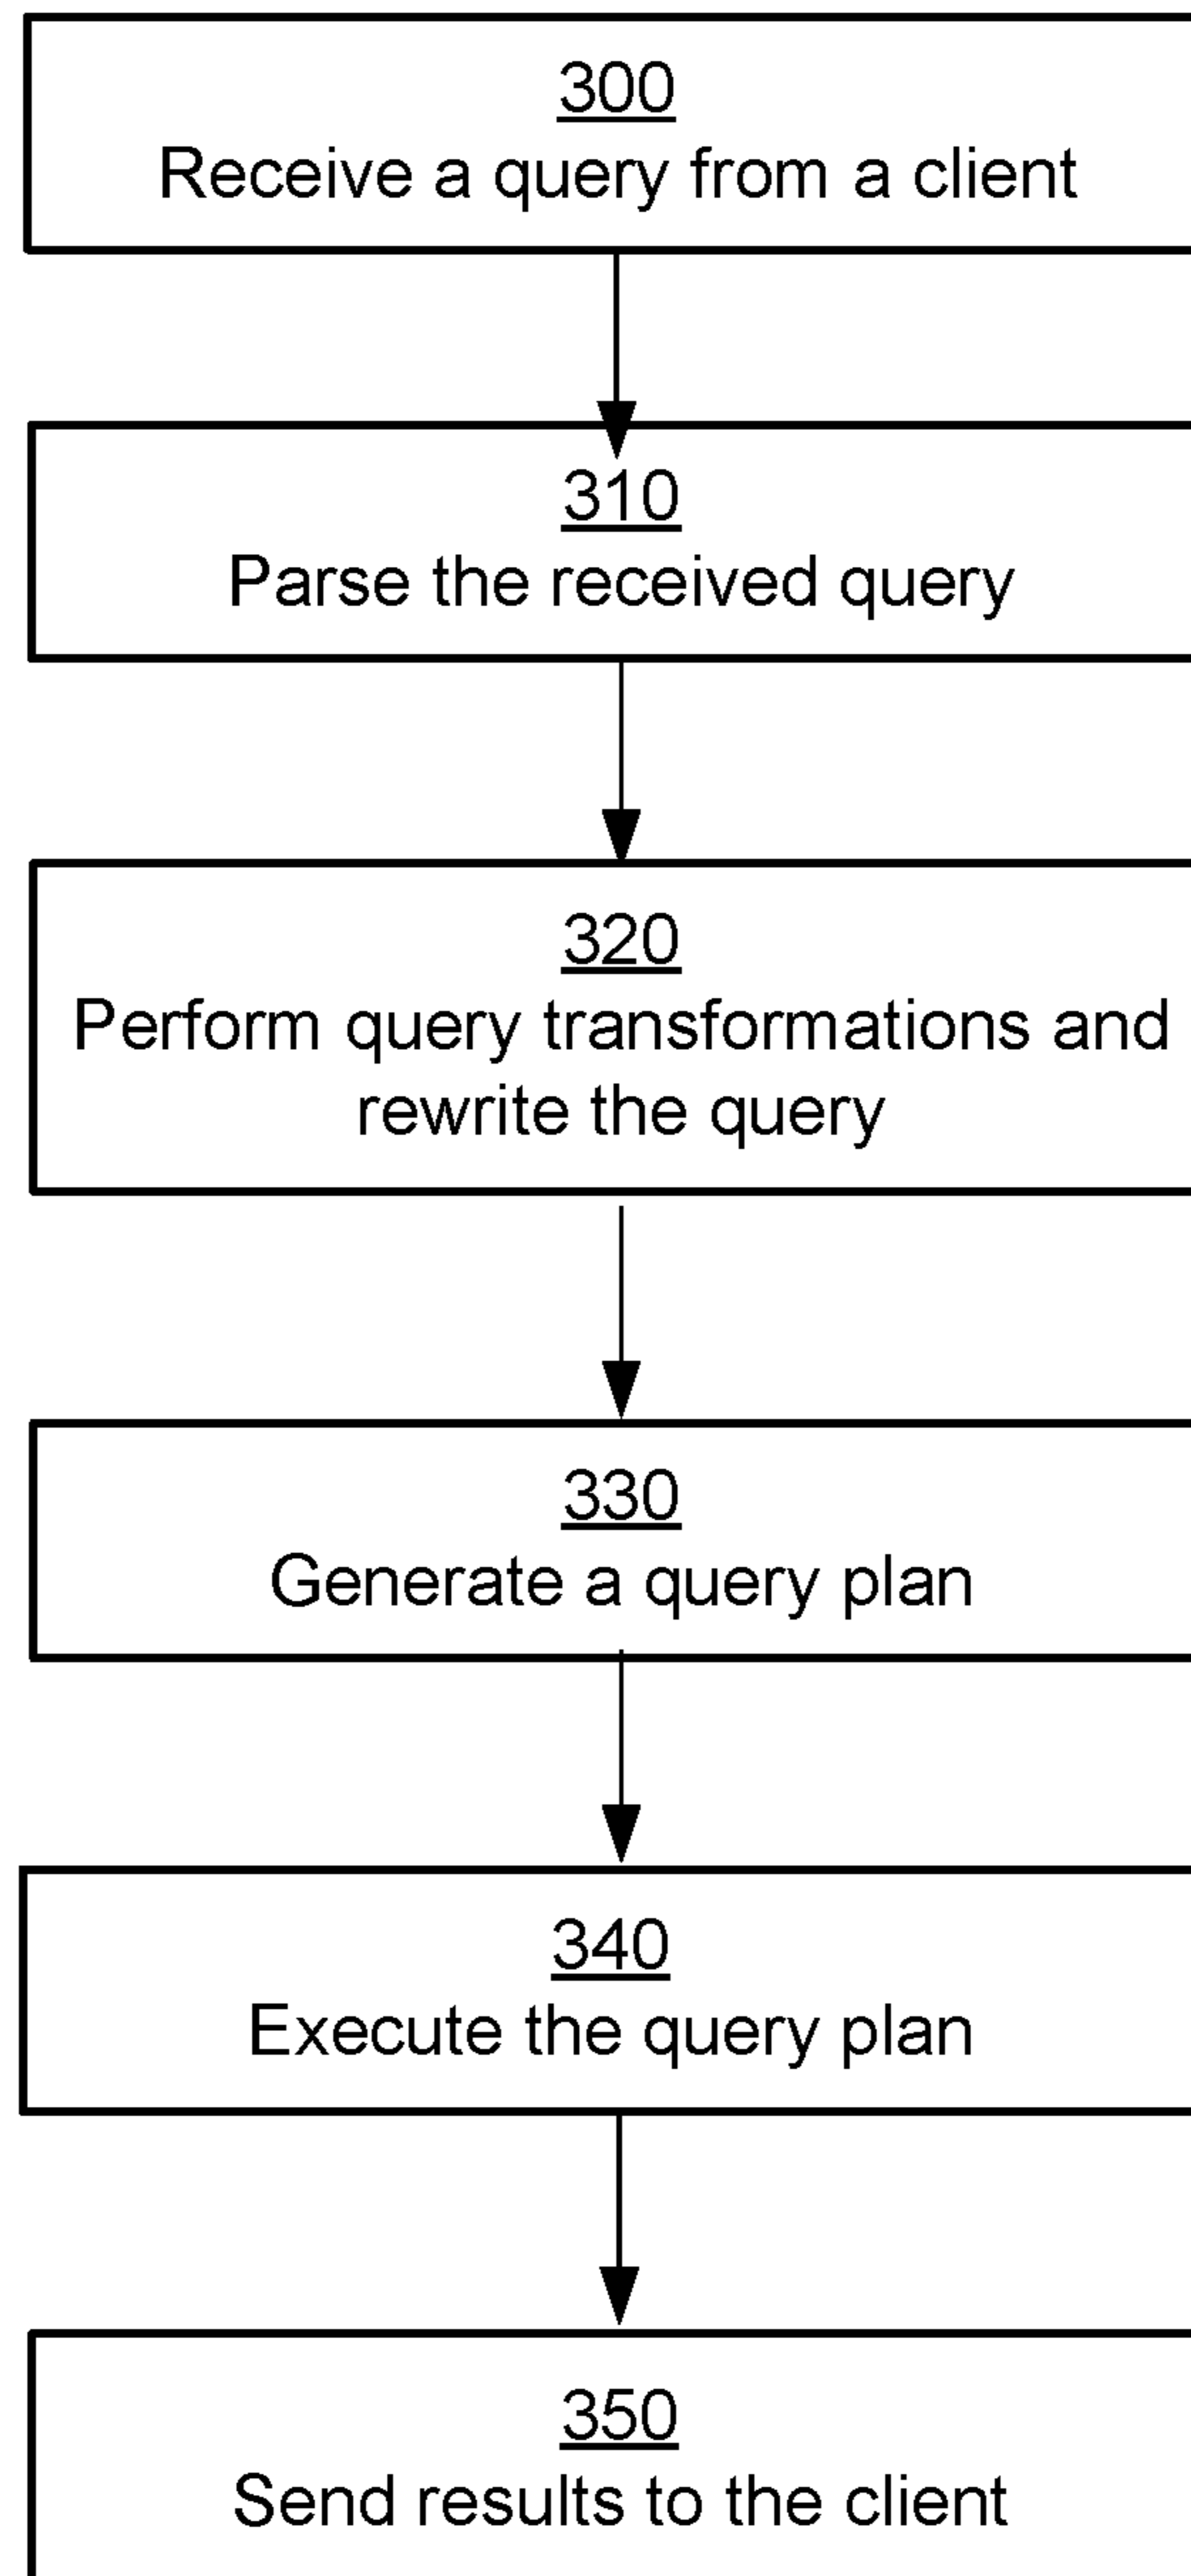 300
Receive a query from a client
310
Parse the received query
320
Perform query transformations and
rewrite the query
330
Generate a query plan
340
Execute the query plan
350
Send results to the client